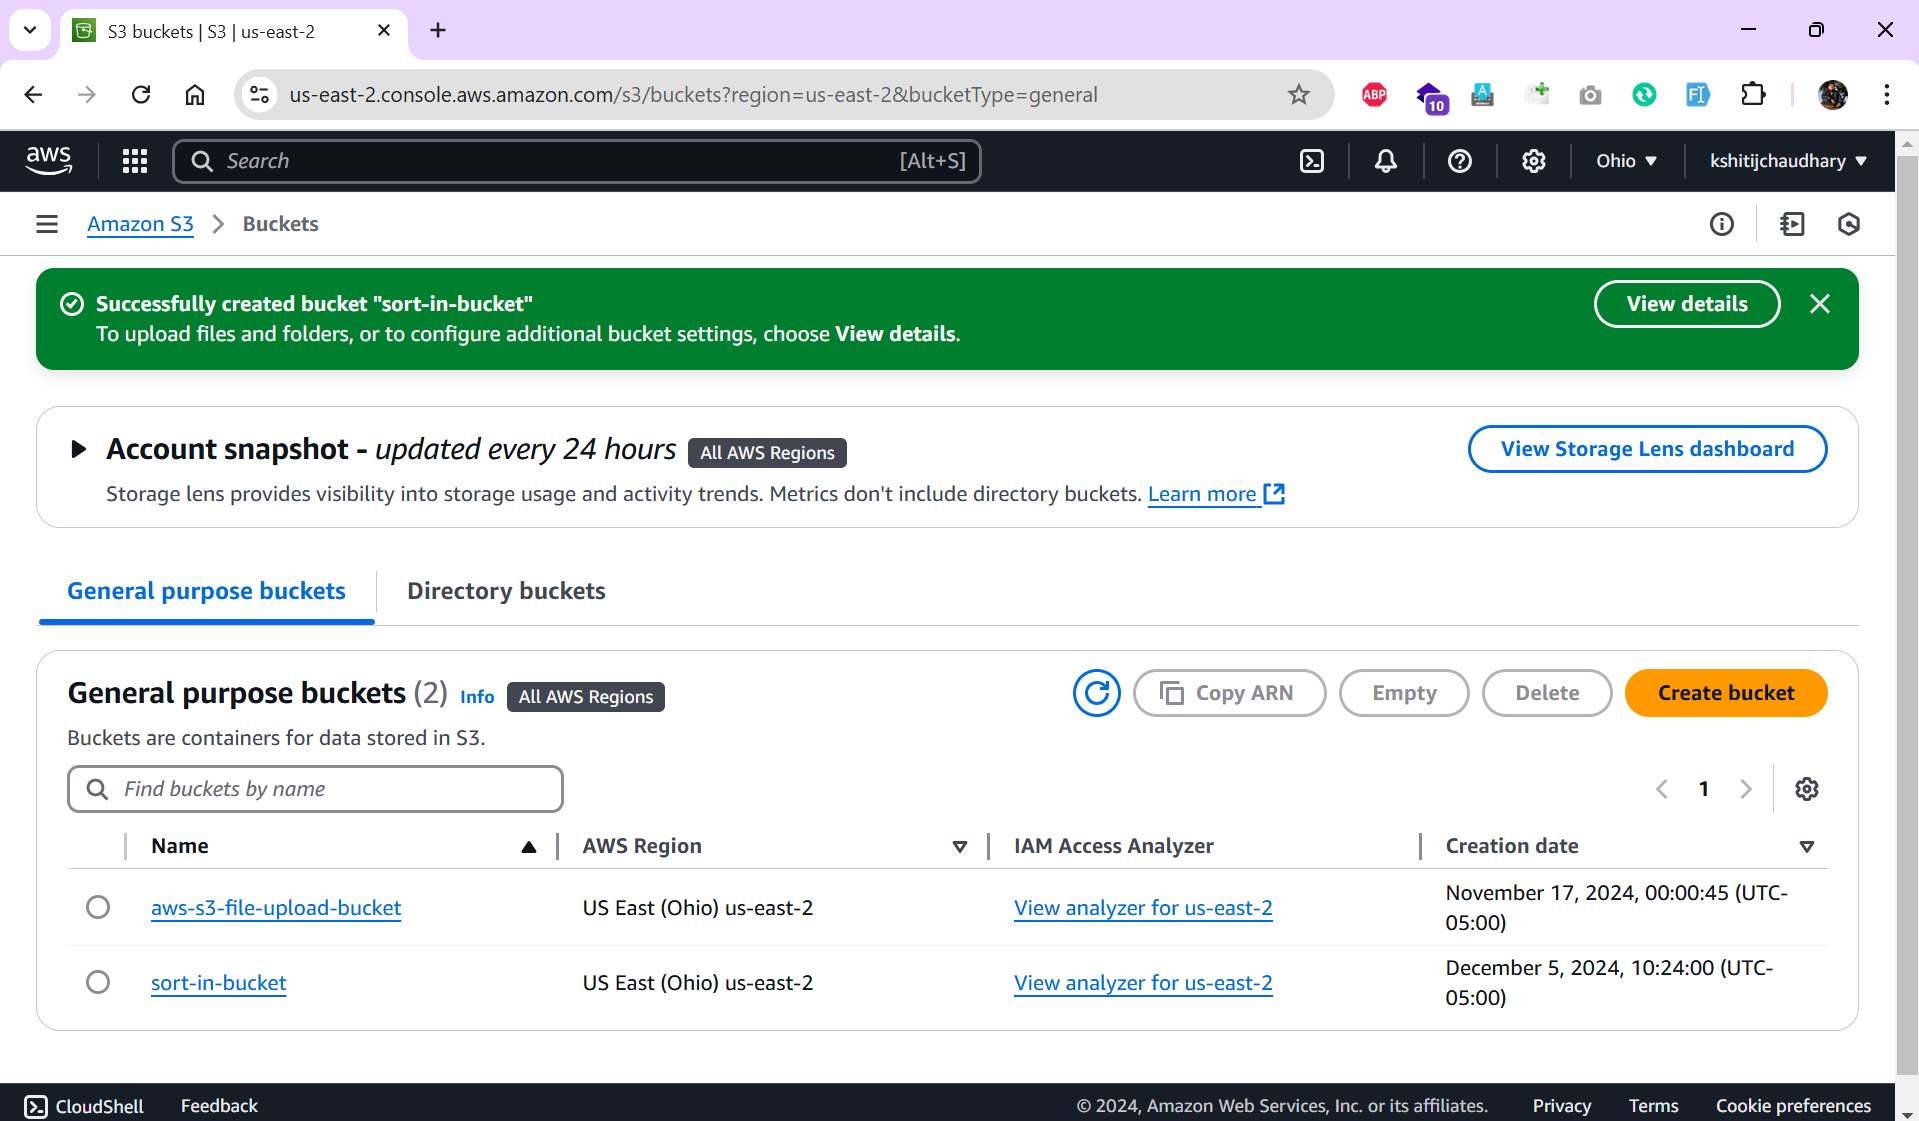 S3 buckets | S3 | us-east-2
us-east-2.console.aws.amazon.com/s3/buckets?region=us-east-2&bucketType=general
ABP
10
A
FI
aws
Search
[Alt+S]
Ohio
kshitijchaudhary
Amazon S3
Buckets
Successfully created bucket "sort-in-bucket"
To upload files and folders, or to configure additional bucket settings, choose View details.
View details
Account snapshot - updated every 24 hours
All AWS Regions
View Storage Lens dashboard
Storage lens provides visibility into storage usage and activity trends. Metrics don't include directory buckets. Learn more
General purpose buckets
Directory buckets
General purpose buckets (2) Info
All AWS Regions
Copy ARN
Empty
Delete
Create bucket
Buckets are containers for data stored in S3.
Find buckets by name
1
Name
AWS Region
IAM Access Analyzer
Creation date
aws-s3-file-upload-bucket
US East (Ohio) us-east-2
View analyzer for us-east-2
November 17, 2024, 00:00:45 (UTC-
05:00)
sort-in-bucket
US East (Ohio) us-east-2
View analyzer for us-east-2
December 5, 2024, 10:24:00 (UTC-
05:00)
CloudShell
Feedback
© 2024, Amazon Web Services, Inc. or its affiliates.
Privacy
Terms
Cookie preferences